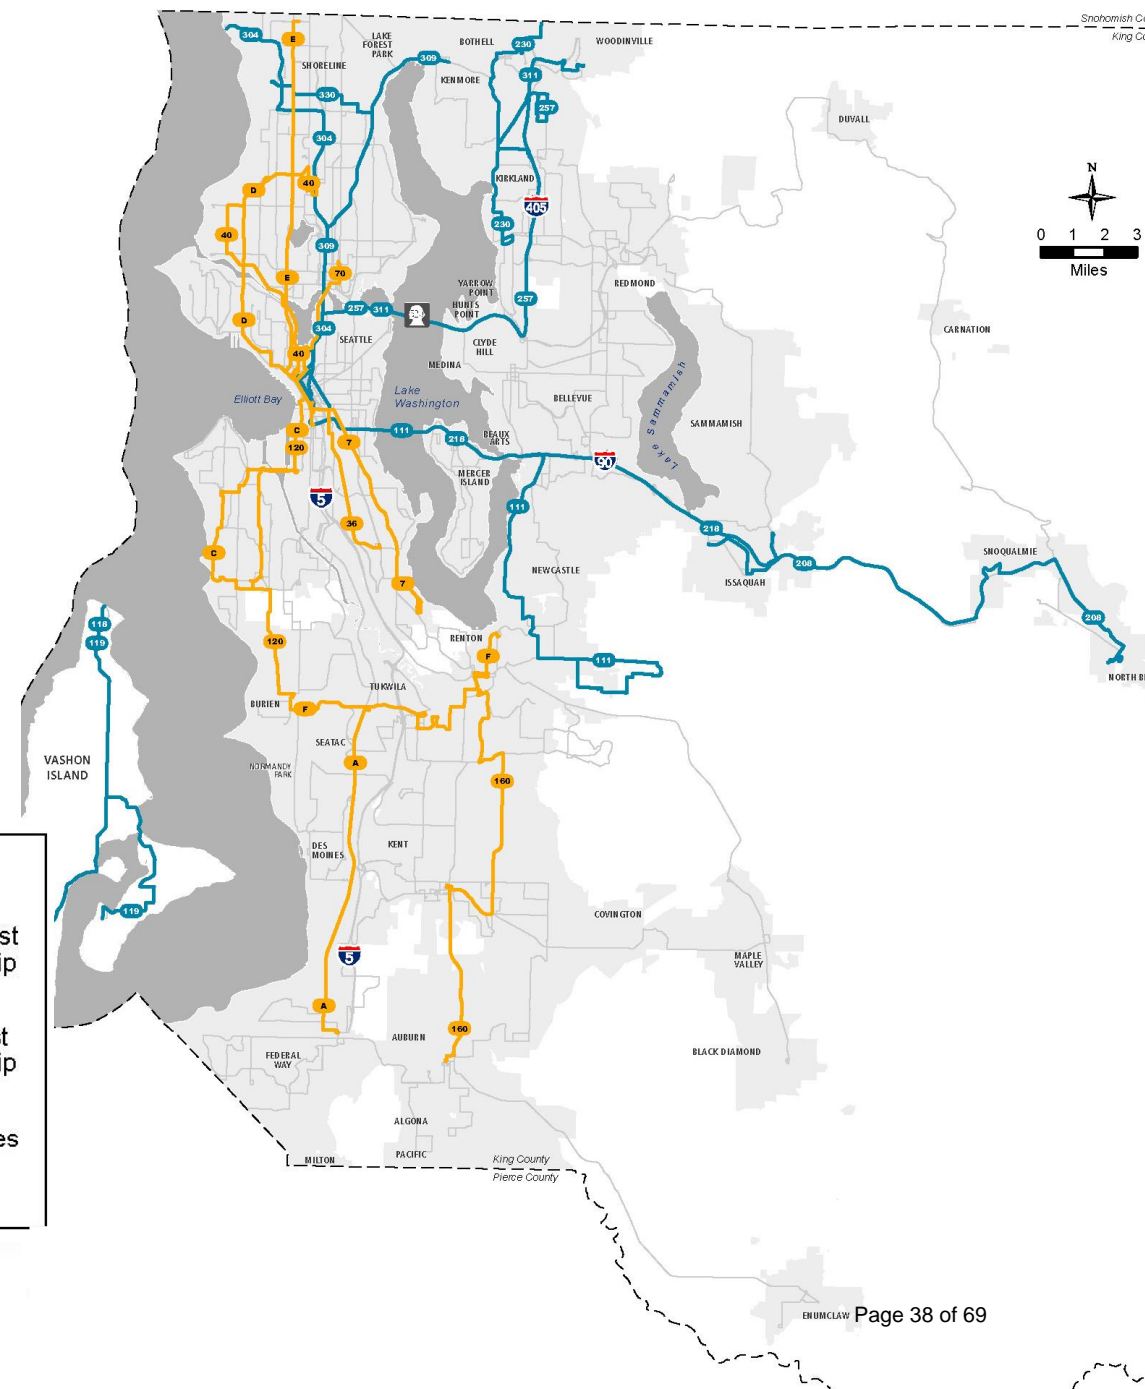 Snohomish Co
King Co
304
E
LAKE
FOREST
PARK
BOTHELL
230
WOODINVILLE
SHORELINE
309
KENMORE
311
330
257
DUVALL
304
N
40
D
KIRKLAND
405
40
230
0 1 2 3
Miles
309
E
70
YARROW
POINT
HUNTS
POINT
REDMOND
257
257
311
D
304
SEATTLE
CLYDE
HILL
CARNATION
40
MEDINA
Elliott Bay
Lake
Washington
BELLEVUE
Lake Sammamish
SAMMAMISH
C
120
7
111
218
BEAUX
ARTS
90
MERCER
ISLAND
5
111
36
218
C
NEWCASTLE
ISSAQUAH
208
SNOQUALMIE
7
118
119
208
120
RENTON
F
111
TUKWILA
NORTH BE
BURIEN
F
SEATAC
VASHON
ISLAND
NORMANDY
PARK
A
160
DES
MOINES
KENT
119
COVINGTON
st
ip
5
MAPLE
VALLEY
A
160
AUBURN
st
ip
FEDERAL
WAY
BLACK DIAMOND
ALGONA
es
PACIFIC
MILTON
King County
Pierce County
ENUMCLAW
Page 38 of 69